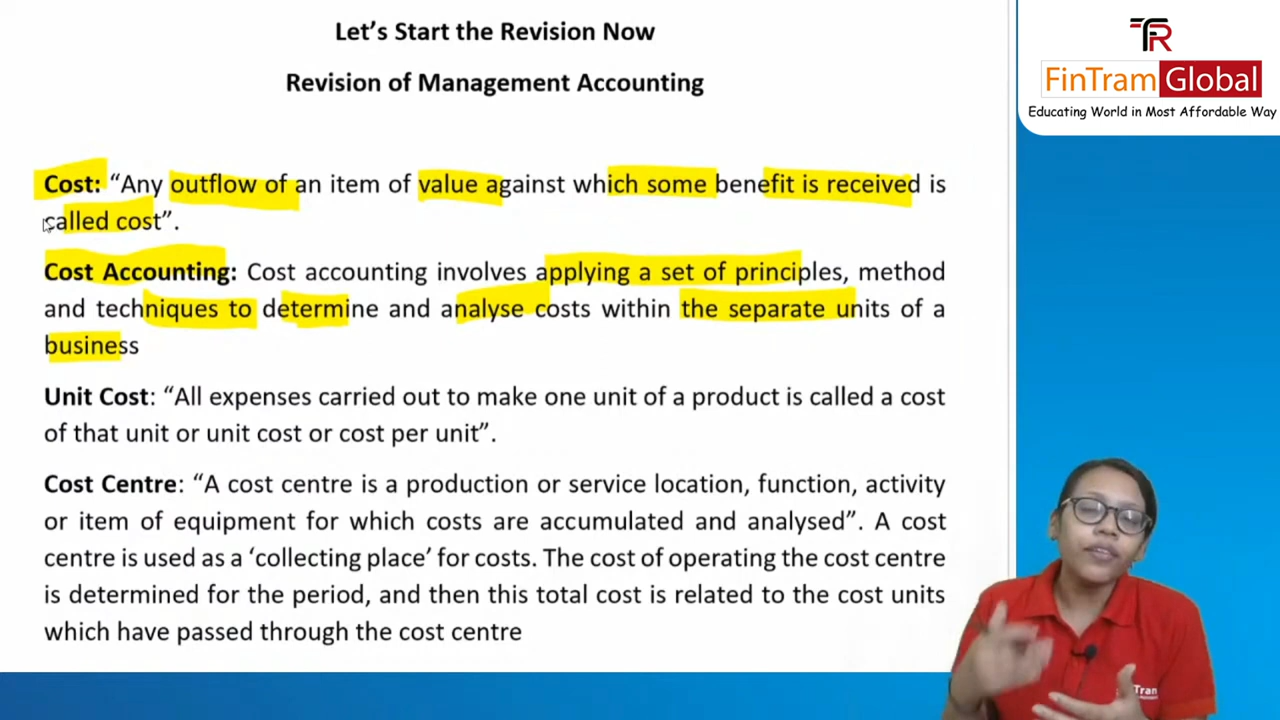 Let’s Start the Revision Now
Revision of Management Accounting
Cost: “Any outflow of an item of value against which some benefit is received is
called cost”.
Cost Accounting: Cost accounting involves applying a set of principles, method
and techniques to determine and analyse costs within the separate units of a
business
Unit Cost: “All expenses carried out to make one unit of a product is called a cost
of that unit or unit cost or cost per unit”.
Cost Centre: “A cost centre is a production or service location, function, activity
or item of equipment for which costs are accumulated and analysed”. A cost
centre is used as a ‘collecting place’ for costs. The cost of operating the cost centre
is determined for the period, and then this total cost is related to the cost units
which have passed through the cost centre
FinTram Global
Educating World in Most Affordable Way
Tran